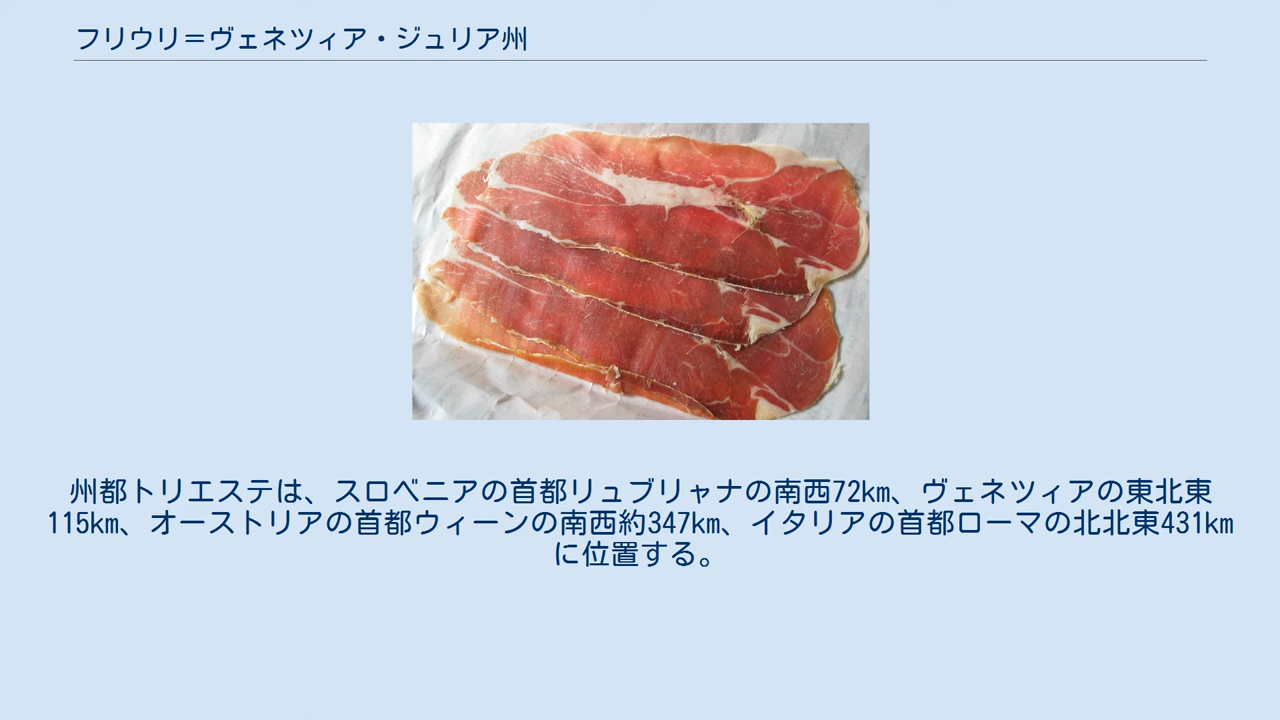 フリウリ＝ヴェネツィア・ジュリア州
州都トリエステは、スロベニアの首都リュブリャナの南西72km、ヴェネツィアの東北東
115km、オーストリアの首都ウィーンの南西約347km、イタリアの首都ローマの北北東431km
に位置する。